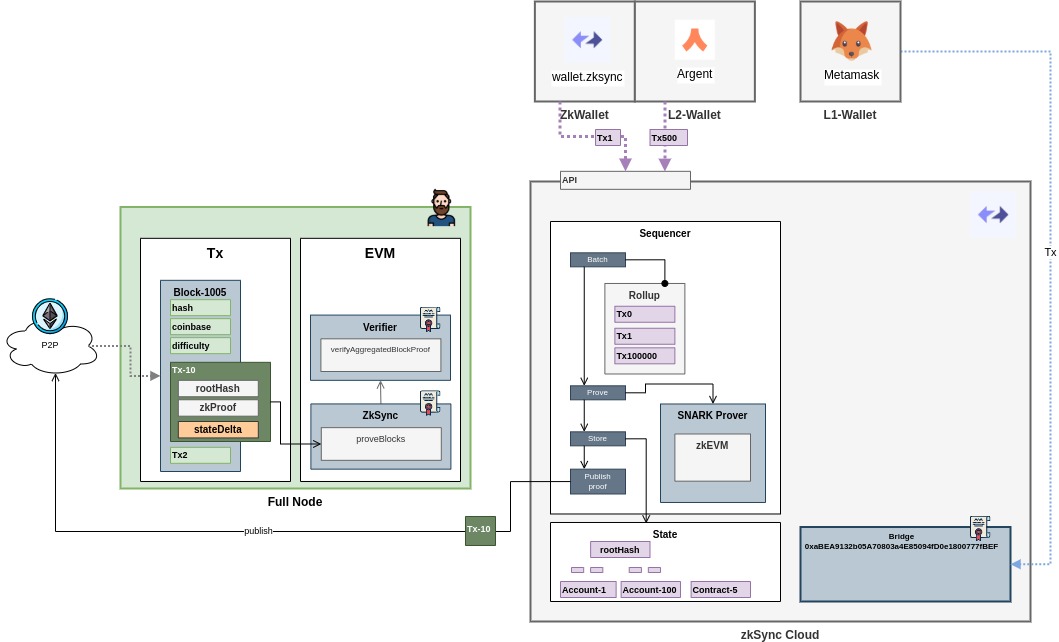 wallet.zksync
Argent
Metamask
ZkWallet
L2-Wallet
L1-Wallet
Tx1
Tx500
API
Tx
Sequencer
Batch
Rollup
Tx0
Tx1
Tx100000
Prove
SNARK Prover
zkEVM
Store
Publish
proof
State
rootHash
Account-1
Account-100
Contract-5
Bridge
0xaBEA9132b05A70803a4E85094fD0e1800777fBEF
zkSync Cloud
Tx
Block-1005
hash
coinbase
difficulty
Tx-10
rootHash
zkProof
stateDelta
Tx2
EVM
Verifier
verifyAggregatedBlockProof
ZkSync
proveBlocks
Full Node
P2P
publish
Tx-10